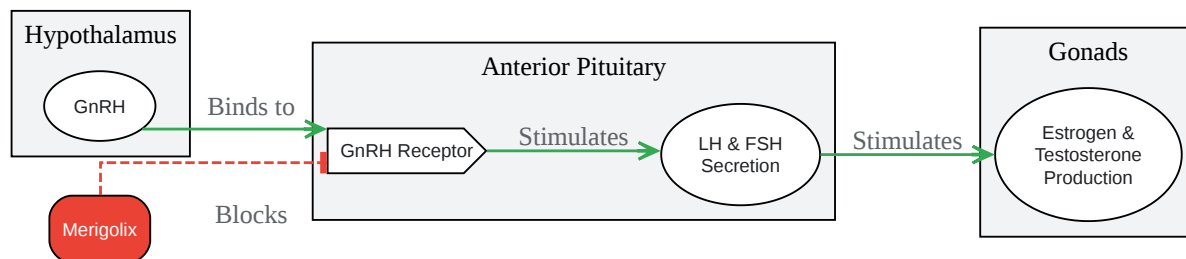 Hypothalamus
GnRH
Binds to
Merigolix
Blocks
Anterior Pituitary
GnRH Receptor
Stimulates
LH & FSH
Secretion
Stimulates
Gonads
Estrogen &
Testosterone
Production